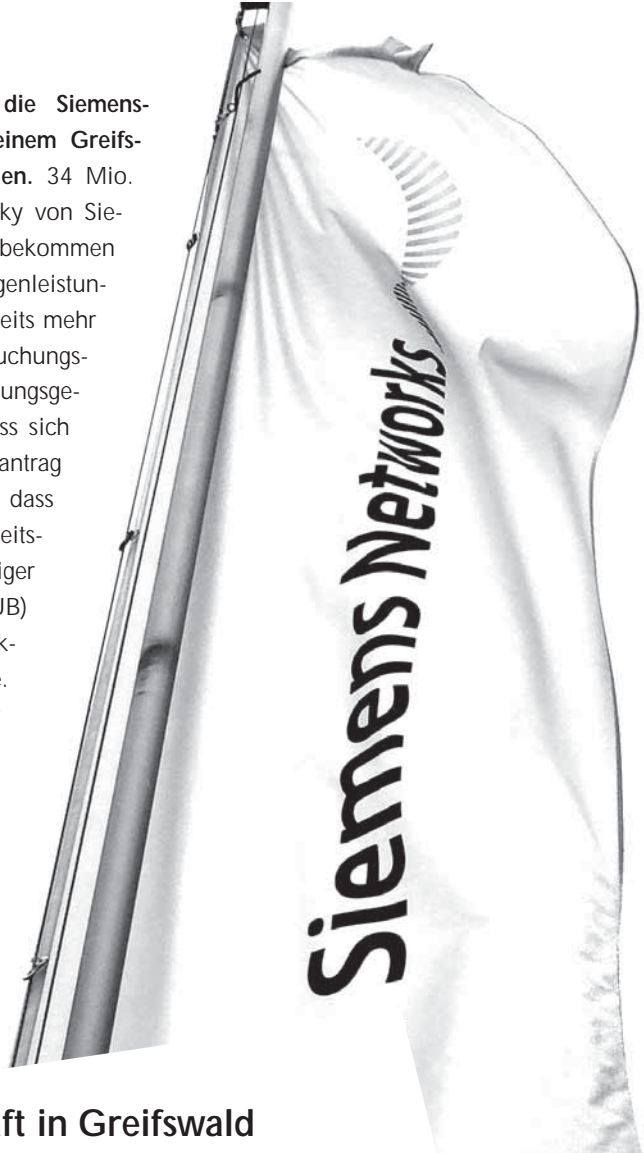 die Siemens-
einem Greifs-
en. 34 Mio.
ky von Sie-
bekommen
genleistun-
eits mehr
uchungs-
ungsge-
ss sich
antrag
dass
eits-
iger
JB)
k-
Siemens Networks
ft in Greifswald